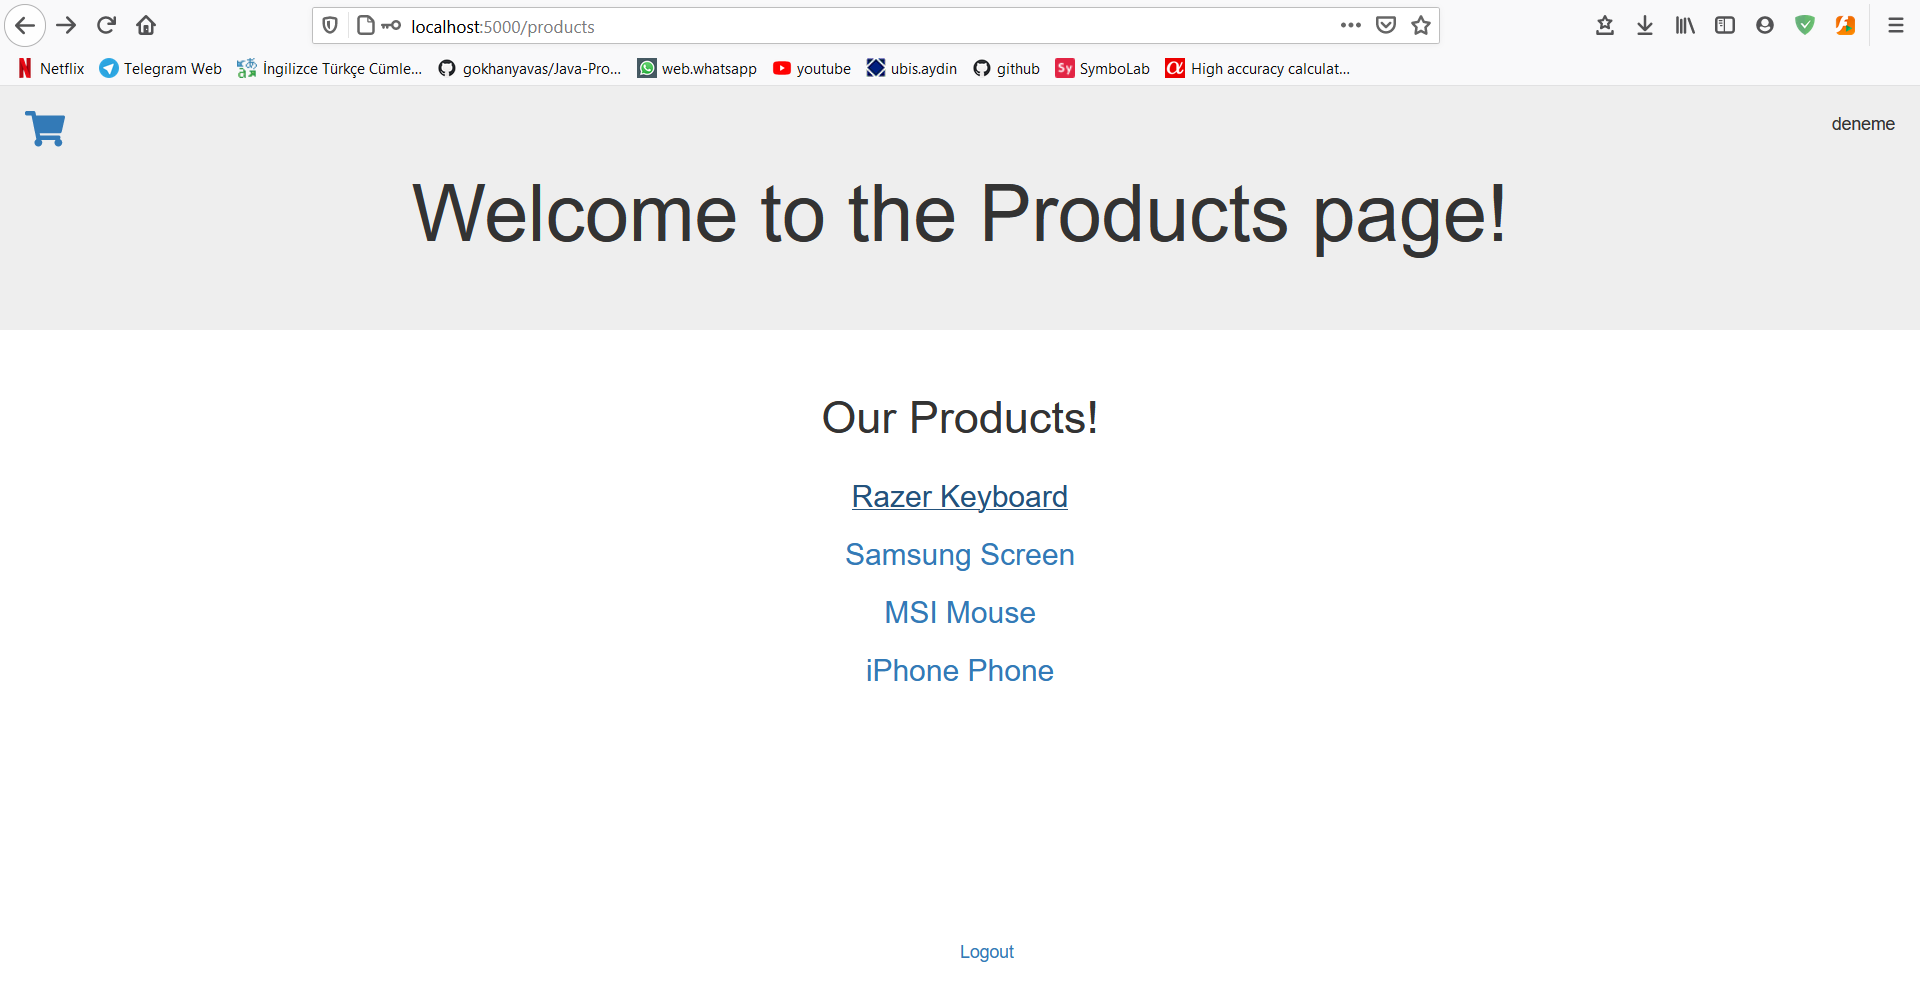 localhost:5000/products
Netflix Telegram Web İngilizce Türkçe Cümle... gokhanyavas/Java-Pro... web.whatsapp youtube ubis.aydin github Sy SymboLab High accuracy calculat...
deneme
Welcome to the Products page!
Our Products!
Razer Keyboard
Samsung Screen
MSI Mouse
iPhone Phone
Logout